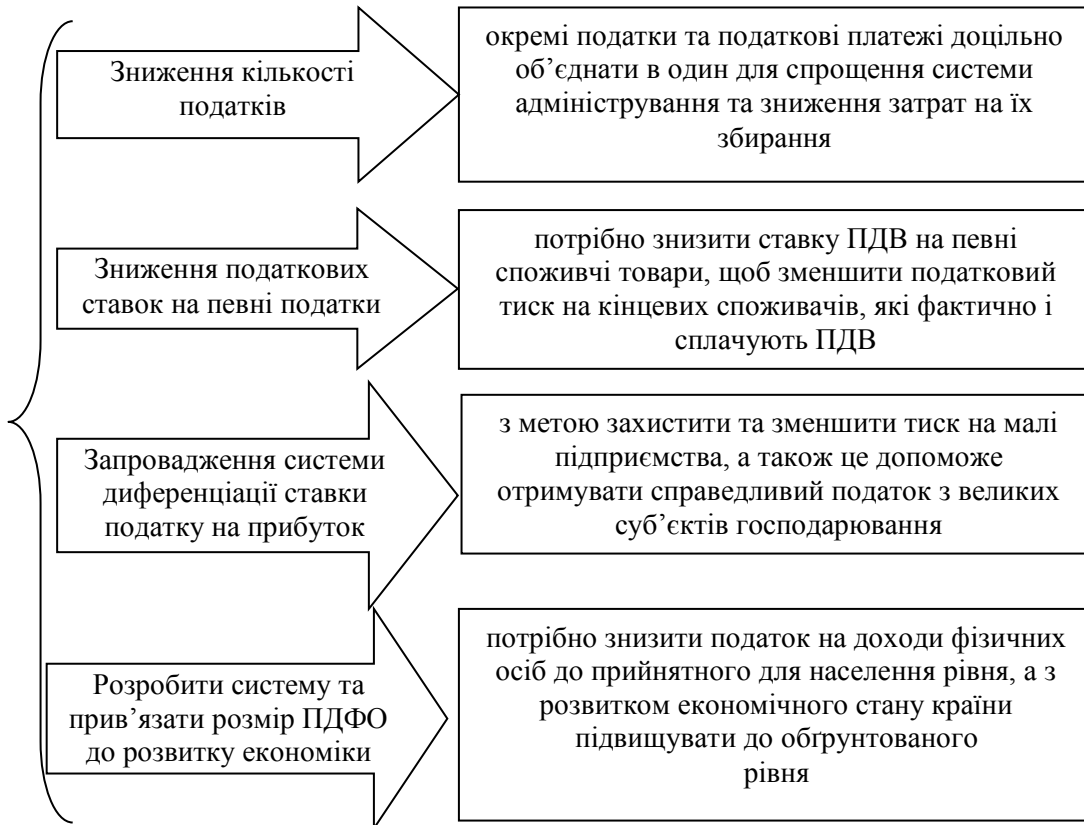 Зниження кількості
податків
окремі податки та податкові платежі доцільно
об’єднати в один для спрощення системи
адміністрування та зниження затрат на їх
збирання
Зниження податкових
ставок на певні податки
потрібно знизити ставку ПДВ на певні
споживчі товари, щоб зменшити податковий
тиск на кінцевих споживачів, які фактично і
сплачують ПДВ
Запровадження системи
диференціації ставки
податку на прибуток
з метою захистити та зменшити тиск на малі
підприємства, а також це допоможе
отримувати справедливий податок з великих
суб’єктів господарювання
Розробити систему та
прив’язати розмір ПДФО
до розвитку економіки
потрібно знизити податок на доходи фізичних
осіб до прийнятного для населення рівня, а з
розвитком економічного стану країни
підвищувати до обґрунтованого
рівня